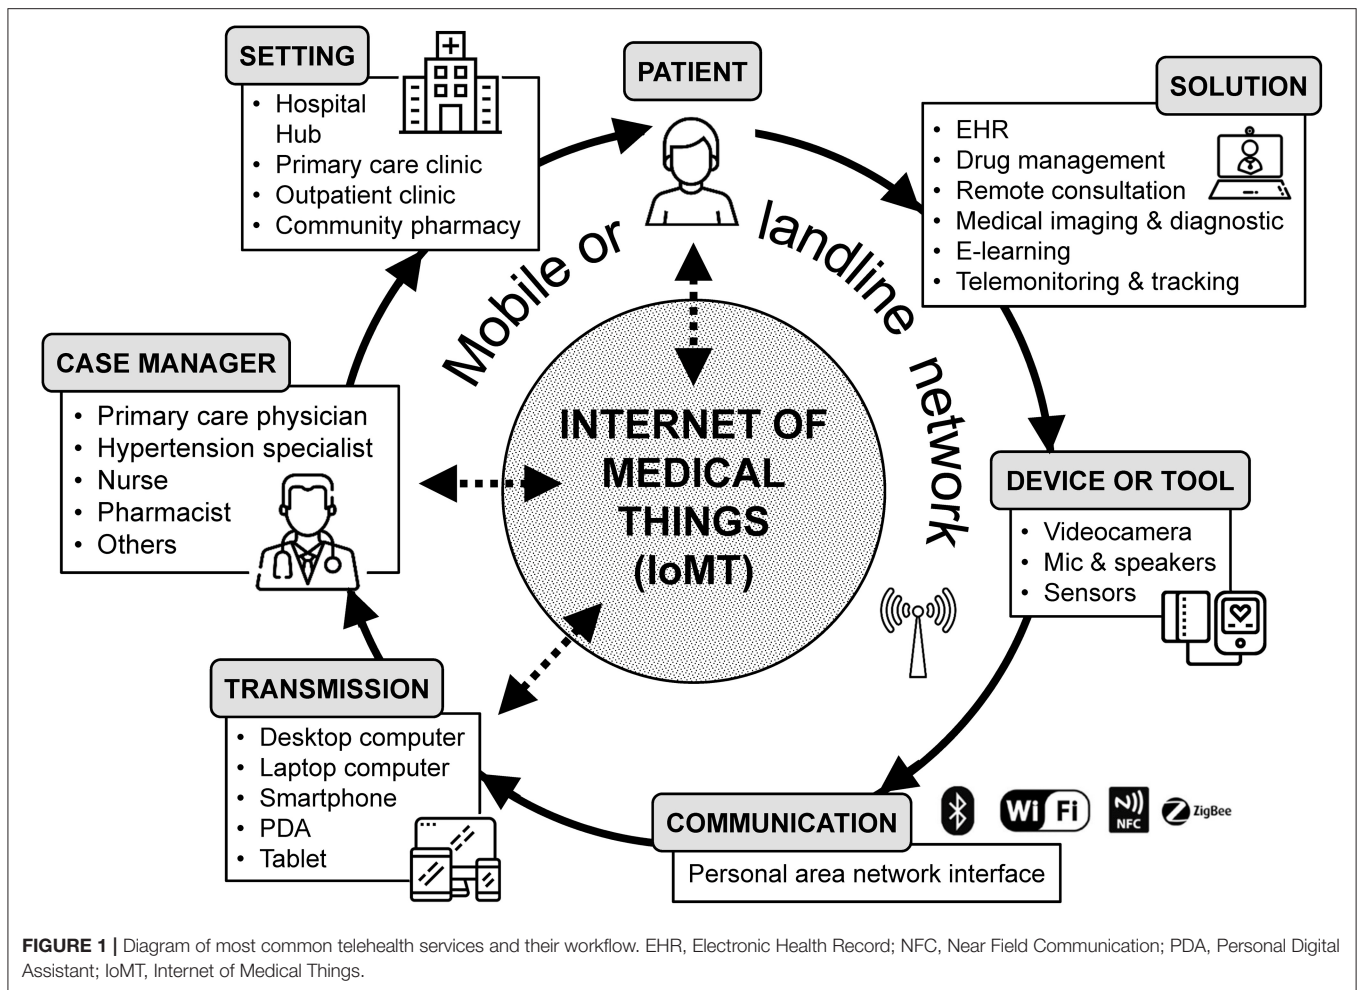 SETTING
• Hospital
Hub
• Primary care clinic
• Outpatient clinic
• Community pharmacy
PATIENT
SOLUTION
• EHR
• Drug management
• Remote consultation
• Medical imaging & diagnostic
• E-learning
• Telemonitoring & tracking
Mobile or landline network
CASE MANAGER
• Primary care physician
• Hypertension specialist
• Nurse
• Pharmacist
• Others
INTERNET OF
MEDICAL
THINGS
(IoMT)
DEVICE OR TOOL
• Videocamera
• Mic & speakers
• Sensors
TRANSMISSION
• Desktop computer
• Laptop computer
• Smartphone
• PDA
• Tablet
COMMUNICATION
Wi Fi
NFC
ZigBee
Personal area network interface
FIGURE 1 | Diagram of most common telehealth services and their workflow. EHR, Electronic Health Record; NFC, Near Field Communication; PDA, Personal Digital
Assistant; IoMT, Internet of Medical Things.